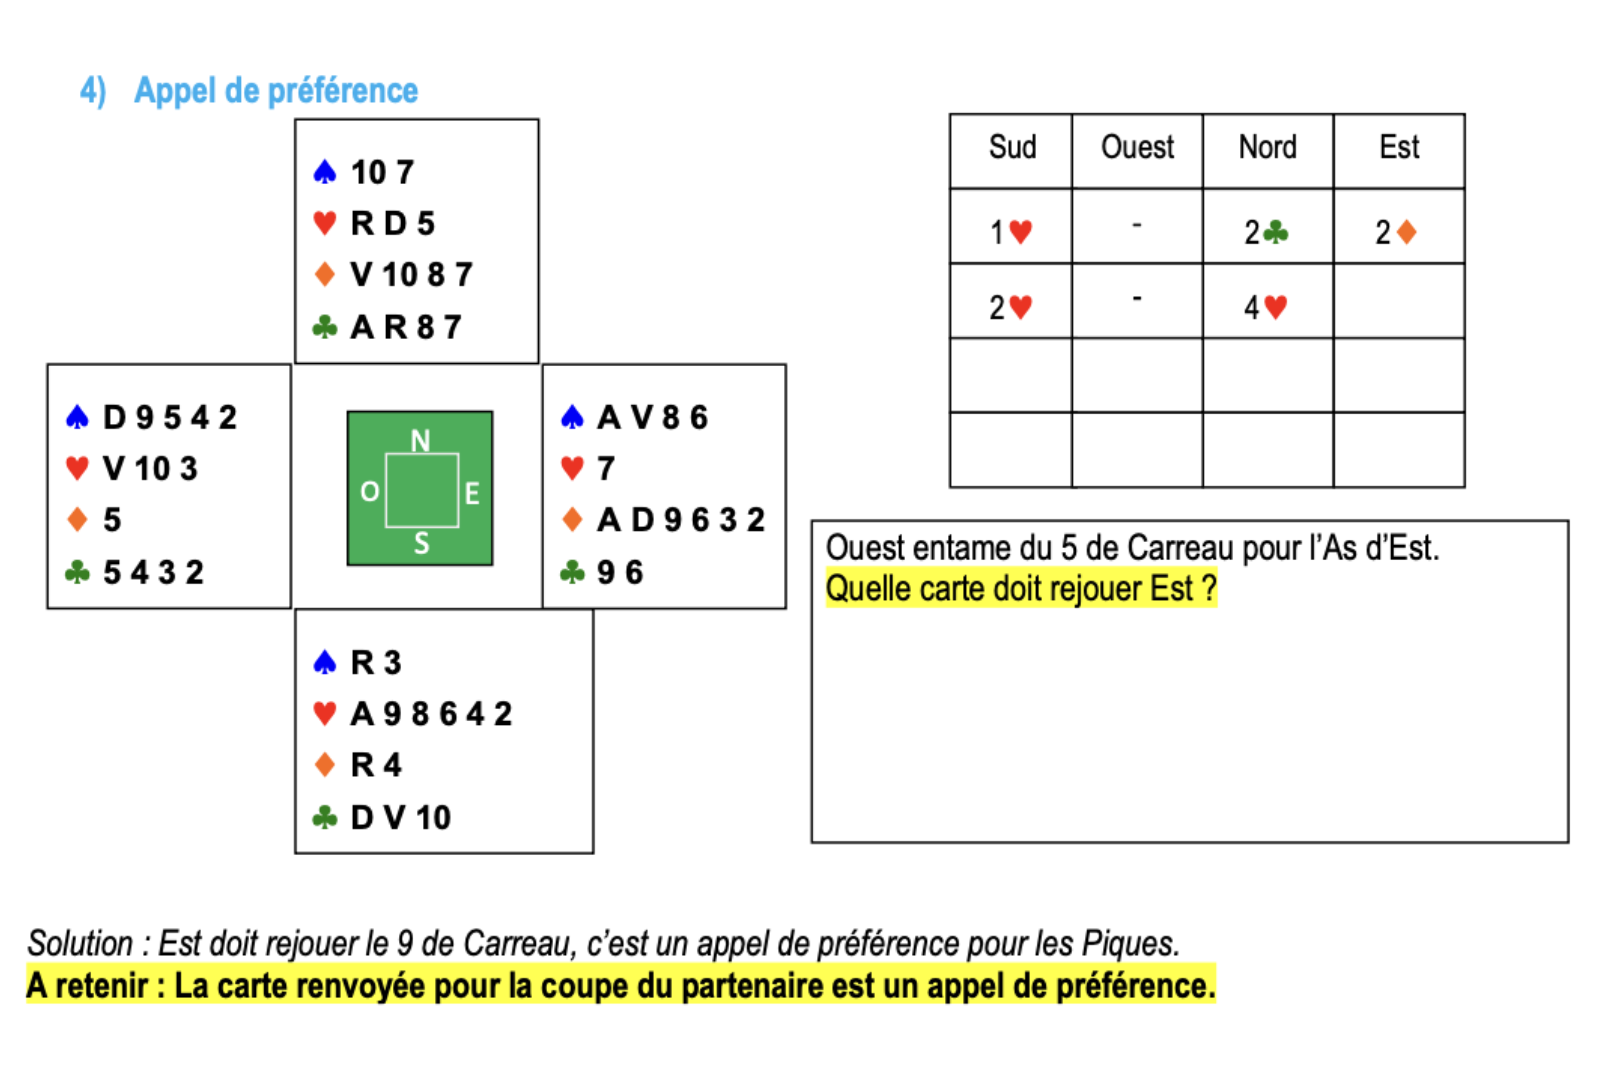 4) Appel de préférence
♠ 10 7
♥ R D 5
♦ V 10 8 7
♣ A R 8 7
♠ D 9 5 4 2
♥ V 10 3
♦ 5
♣ 5 4 3 2
N
O E
S
♠ A V 8 6
♥ 7
♦ A D 9 6 3 2
♣ 9 6
♠ R 3
♥ A 9 8 6 4 2
♦ R 4
♣ D V 10
Sud Ouest Nord Est
1♥ - 2♣ 2♦
2♥ - 4♥
Ouest entame du 5 de Carreau pour l’As d’Est.
Quelle carte doit rejouer Est ?
Solution : Est doit rejouer le 9 de Carreau, c’est un appel de préférence pour les Piques.
A retenir : La carte renvoyée pour la coupe du partenaire est un appel de préférence.